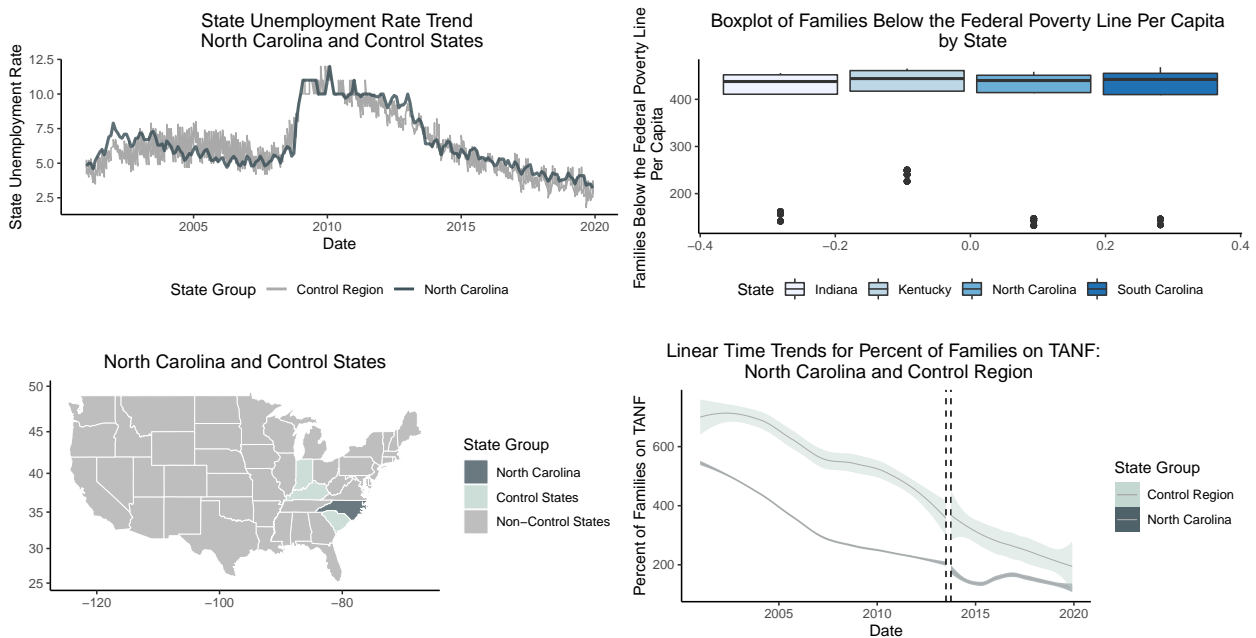 State Unemployment Rate Trend
North Carolina and Control States
State Unemployment Rate
12.5
10.0
7.5
5.0
2.5
2005
2010
2015
2020
Date
State Group
Control Region
North Carolina
Boxplot of Families Below the Federal Poverty Line Per Capita
by State
Families Below the Federal Poverty Line
Per Capita
400
300
200
−0.4
−0.2
0.0
0.2
0.4
State
Indiana
Kentucky
North Carolina
South Carolina
North Carolina and Control States
50
45
40
35
30
25
−120
−100
−80
State Group
North Carolina
Control States
Non−Control States
Linear Time Trends for Percent of Families on TANF:
North Carolina and Control Region
Percent of Families on TANF
600
400
200
2005
2010
2015
2020
Date
State Group
Control Region
North Carolina